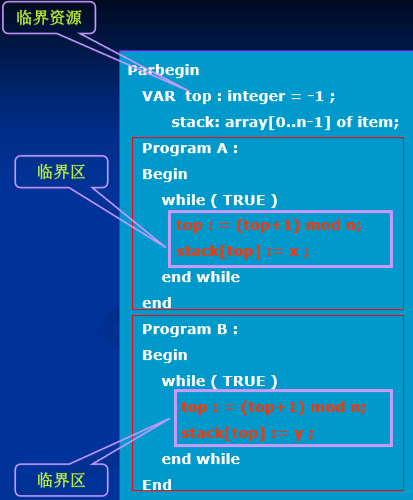 临界资源
Parbegin
VAR top : integer = -1 ;
stack: array[0..n-1] of item;
Program A :
Begin
临界区
while ( TRUE )
top : = (top+1) mod n;
stack[top] := x ;
end while
end
Program B :
Begin
while ( TRUE )
top : = (top+1) mod n;
stack[top] := y ;
end while
临界区
End